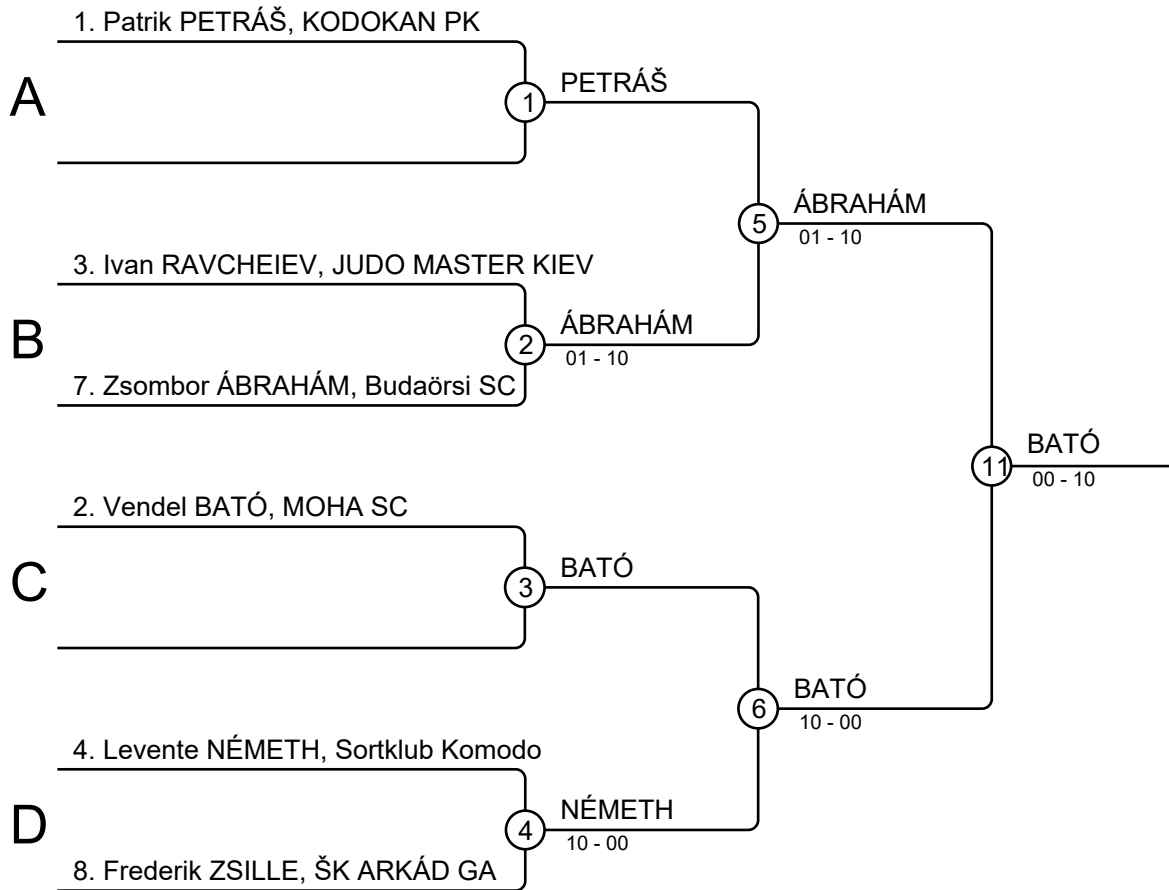 1. Patrik PETRÁŠ, KODOKAN PK
A
1
PETRÁŠ
5
ÁBRAHÁM
01 - 10
3. Ivan RAVCHEIEV, JUDO MASTER KIEV
B
2
ÁBRAHÁM
01 - 10
7. Zsombor ÁBRAHÁM, Budaörsi SC
11
BATÓ
00 - 10
2. Vendel BATÓ, MOHA SC
C
3
BATÓ
6
BATÓ
10 - 00
4. Levente NÉMETH, Sortklub Komodo
D
4
NÉMETH
10 - 00
8. Frederik ZSILLE, ŠK ARKÁD GA